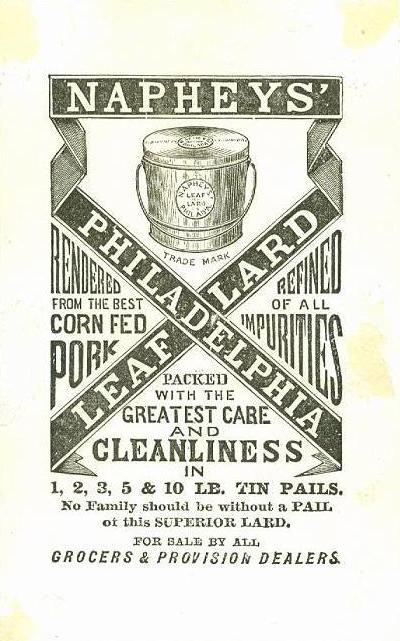 NAPHEYS'
NAPHEYS
LEAF
LARD
PHILADA
TRADE MARK
PHILADELPHIA
LEAF LARD
RENDERED
FROM THE BEST
CORN FED
PORK
REFINED
OF ALL
IMPURITIES
PACKED
WITH THE
GREATEST CARE
AND
CLEANLINESS
IN
1, 2, 3, 5 & 10 LB. TIN PAILS.
No Family should be without a PAIL
of this SUPERIOR LARD.
FOR SALE BY ALL
GROCERS & PROVISION DEALERS.